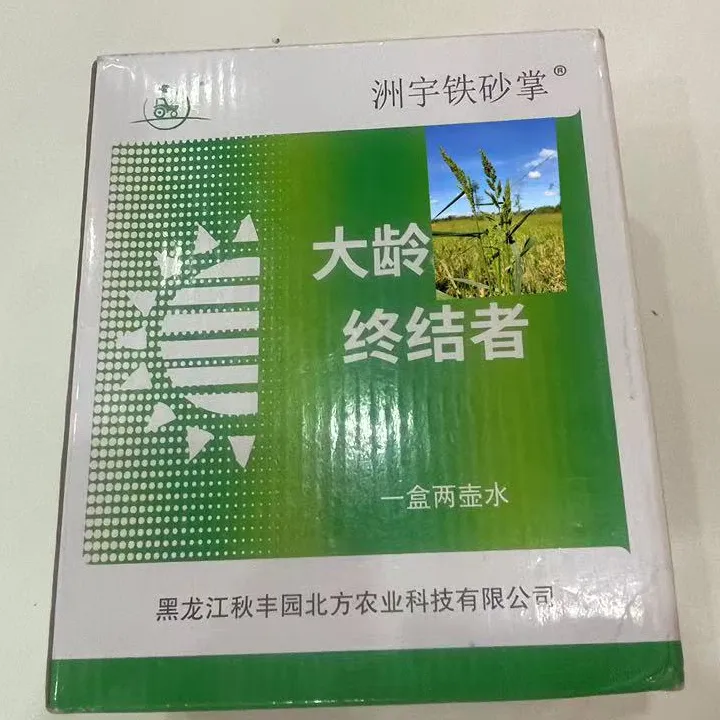 洲宇铁砂掌®
大龄
终结者
一盒两壶水
黑龙江秋丰园北方农业科技有限公司